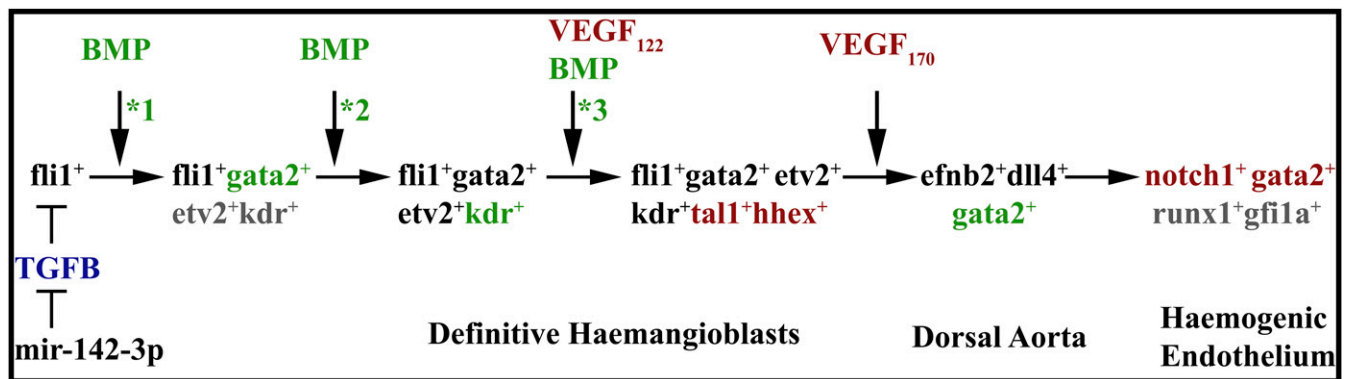 BMP BMP VEGF₁₂₂ VEGF₁₇₀
BMP
*1 *2 *3
fli1⁺ fli1⁺gata2⁺ fli1⁺gata2⁺ fli1⁺gata2⁺ etv2⁺ efnb2⁺dll4⁺ notch1⁺ gata2⁺
etv2⁺kdr⁺ etv2⁺kdr⁺ kdr⁺tal1⁺hhex⁺ gata2⁺ runx1⁺gfi1a⁺
TGFB
mir-142-3p
Definitive Haemangioblasts
Dorsal Aorta
Haemogenic
Endothelium